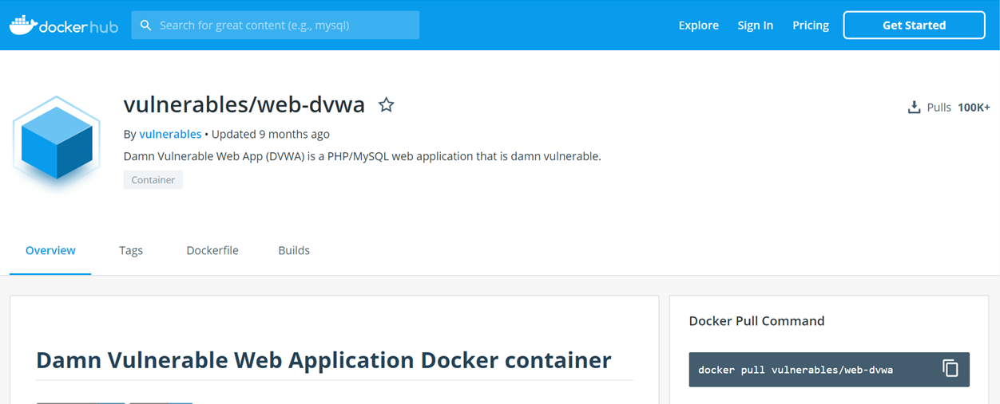 docker hub Search for great content (e.g., mysql) Explore Sign In Pricing Get Started
vulnerables/web-dvwa
Pulls 100K+
By vulnerables • Updated 9 months ago
Damn Vulnerable Web App (DVWA) is a PHP/MySQL web application that is damn vulnerable.
Container
Overview Tags Dockerfile Builds
Damn Vulnerable Web Application Docker container
Docker Pull Command
docker pull vulnerables/web-dvwa